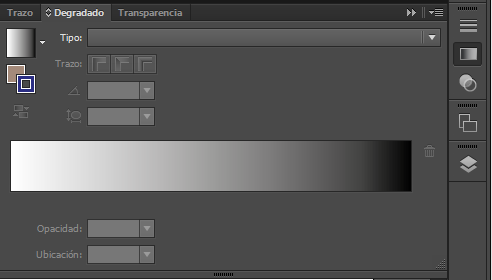 Trazo Degradado Transparencia
Tipo:
Trazo:
Opacidad:
Ubicación: